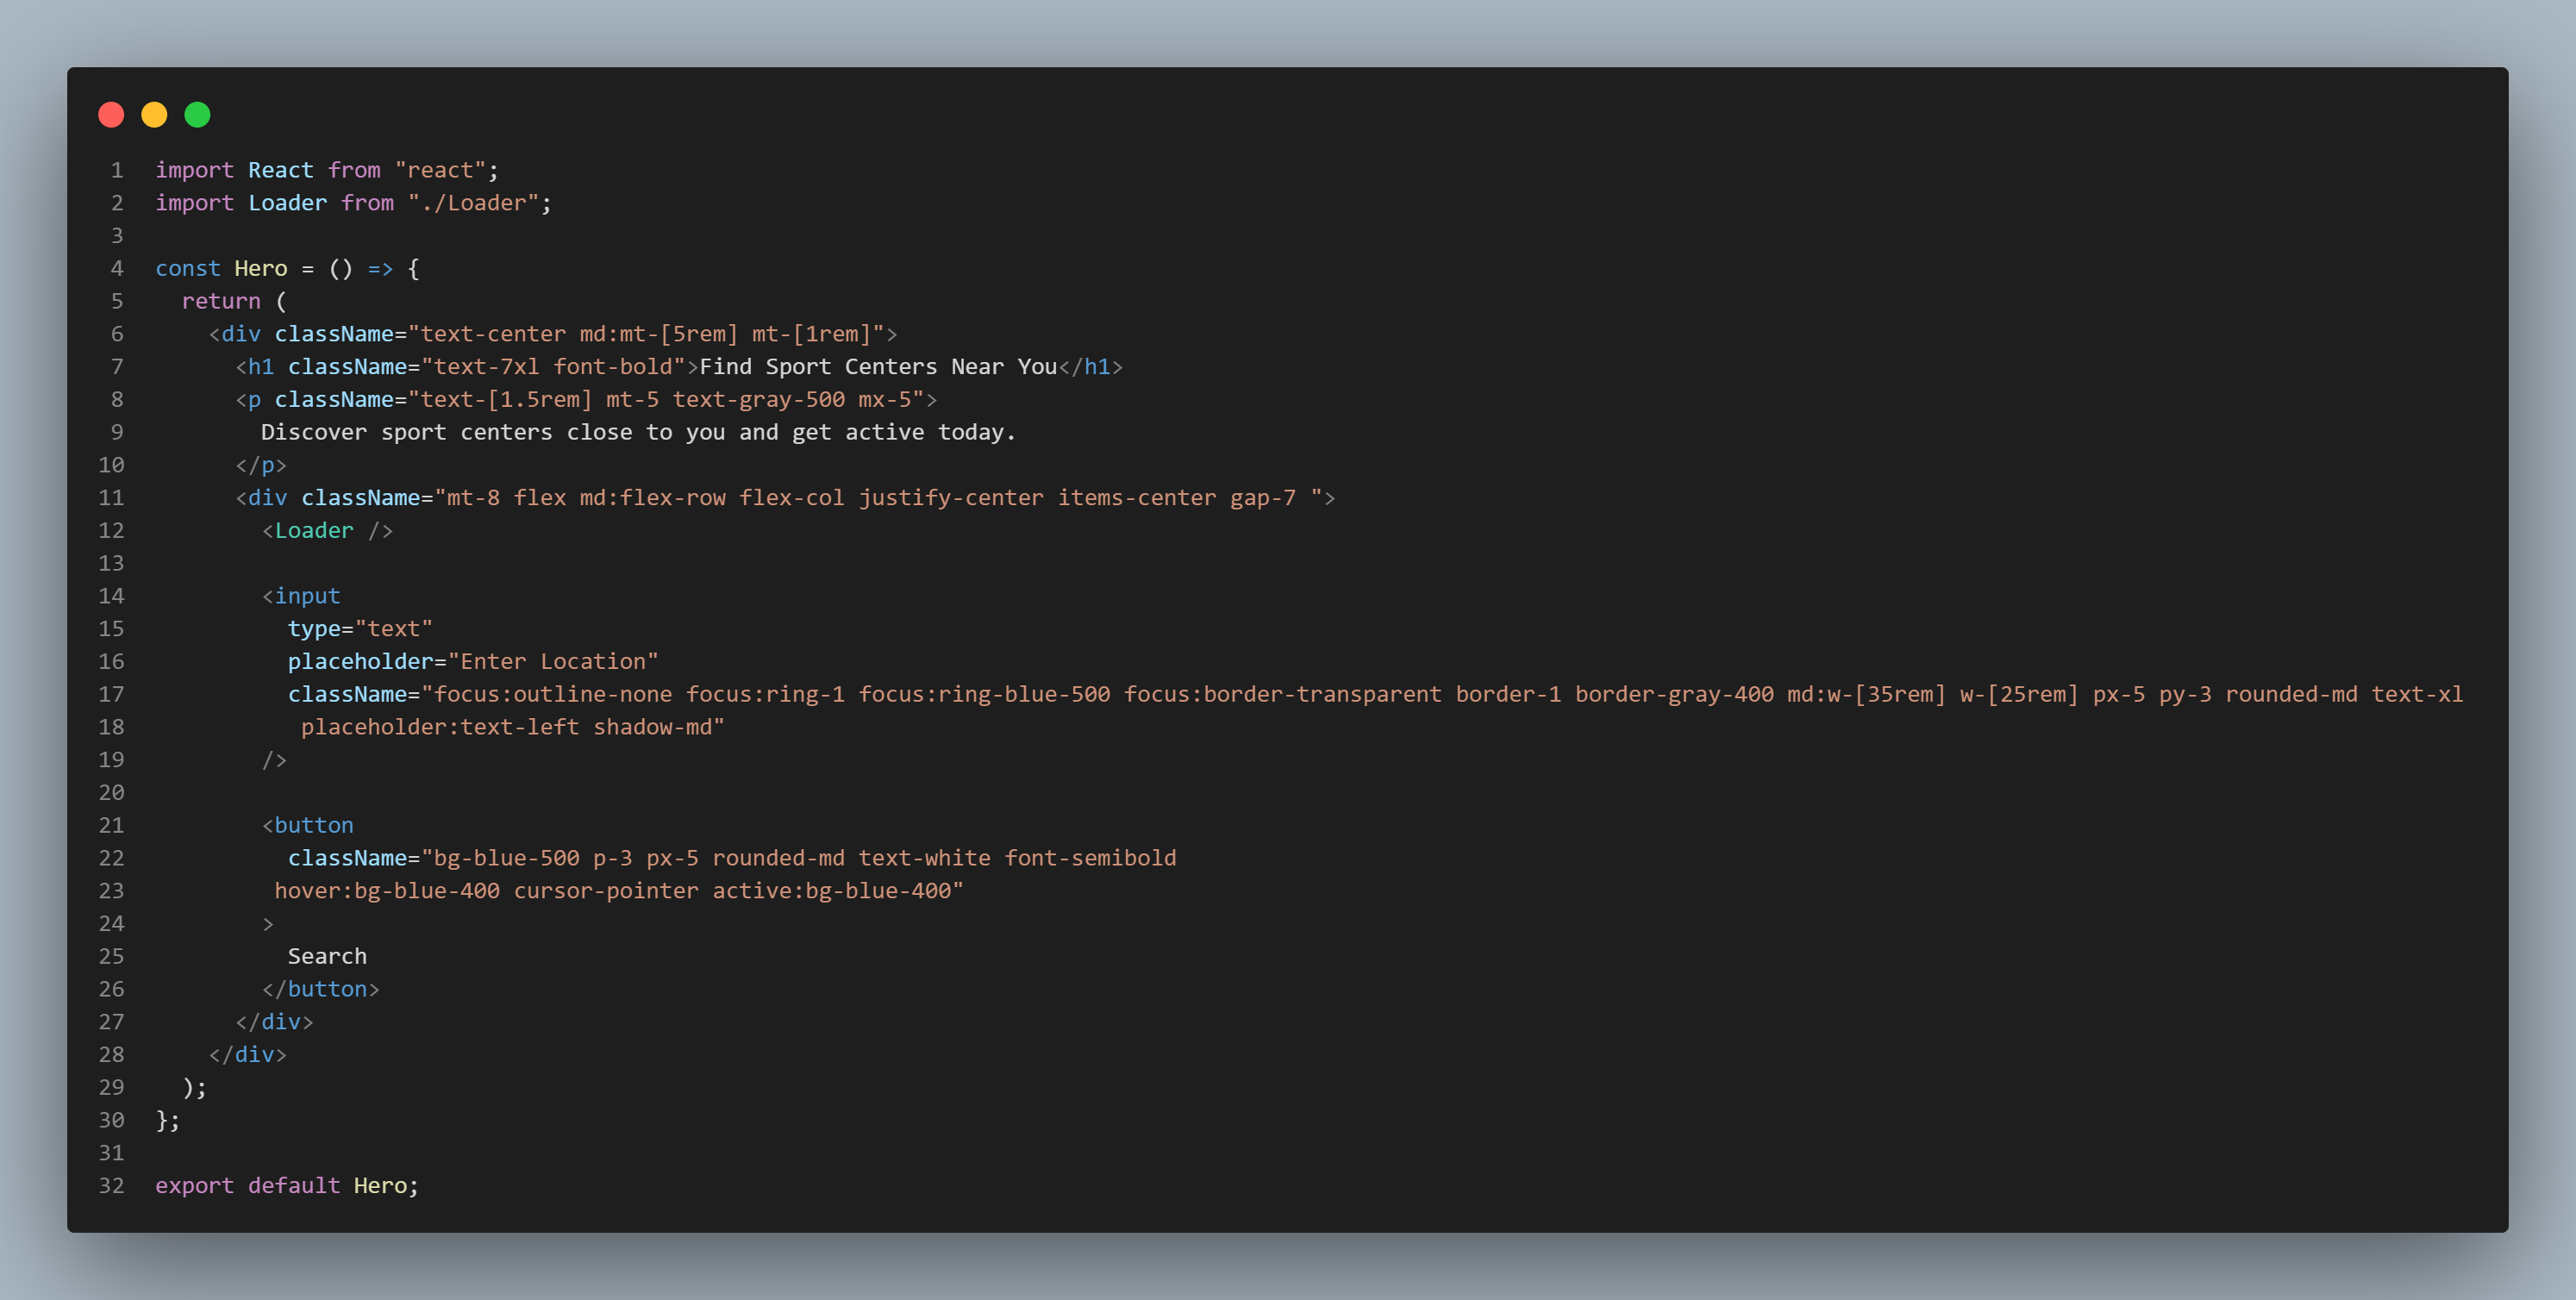 1 import React from "react";
2 import Loader from "./Loader";
3
4 const Hero = () => {
5   return (
6     <div className="text-center md:mt-[5rem] mt-[1rem]">
7       <h1 className="text-7xl font-bold">Find Sport Centers Near You</h1>
8       <p className="text-[1.5rem] mt-5 text-gray-500 mx-5">
9         Discover sport centers close to you and get active today.
10       </p>
11       <div className="mt-8 flex md:flex-row flex-col justify-center items-center gap-7 ">
12         <Loader />
13
14         <input
15           type="text"
16           placeholder="Enter Location"
17           className="focus:outline-none focus:ring-1 focus:ring-blue-500 focus:border-transparent border-1 border-gray-400 md:w-[35rem] w-[25rem] px-5 py-3 rounded-md text-xl
18            placeholder:text-left shadow-md"
19         />
20
21         <button
22           className="bg-blue-500 p-3 px-5 rounded-md text-white font-semibold
23          hover:bg-blue-400 cursor-pointer active:bg-blue-400"
24         >
25           Search
26         </button>
27       </div>
28     </div>
29   );
30 };
31
32 export default Hero;